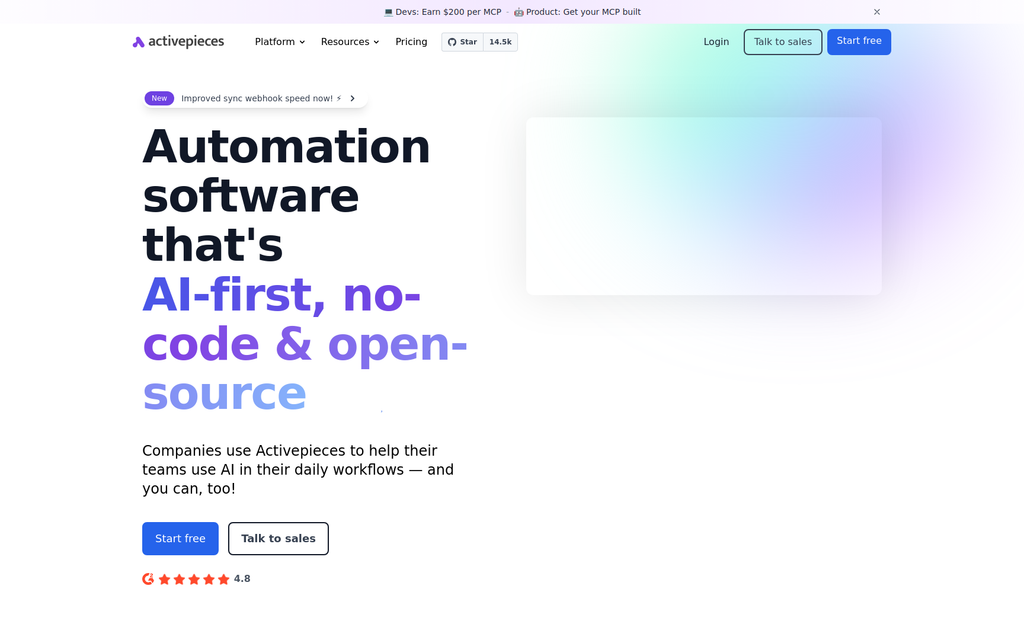 💻 Devs: Earn $200 per MCP · 🤖 Product: Get your MCP built
activepieces Platform Resources Pricing Star 14.5k Login Talk to sales Start free
New Improved sync webhook speed now! ⚡
Automation
software
that's
AI-first, no-
code & open-
source
Companies use Activepieces to help their
teams use AI in their daily workflows — and
you can, too!
Start free Talk to sales
4.8